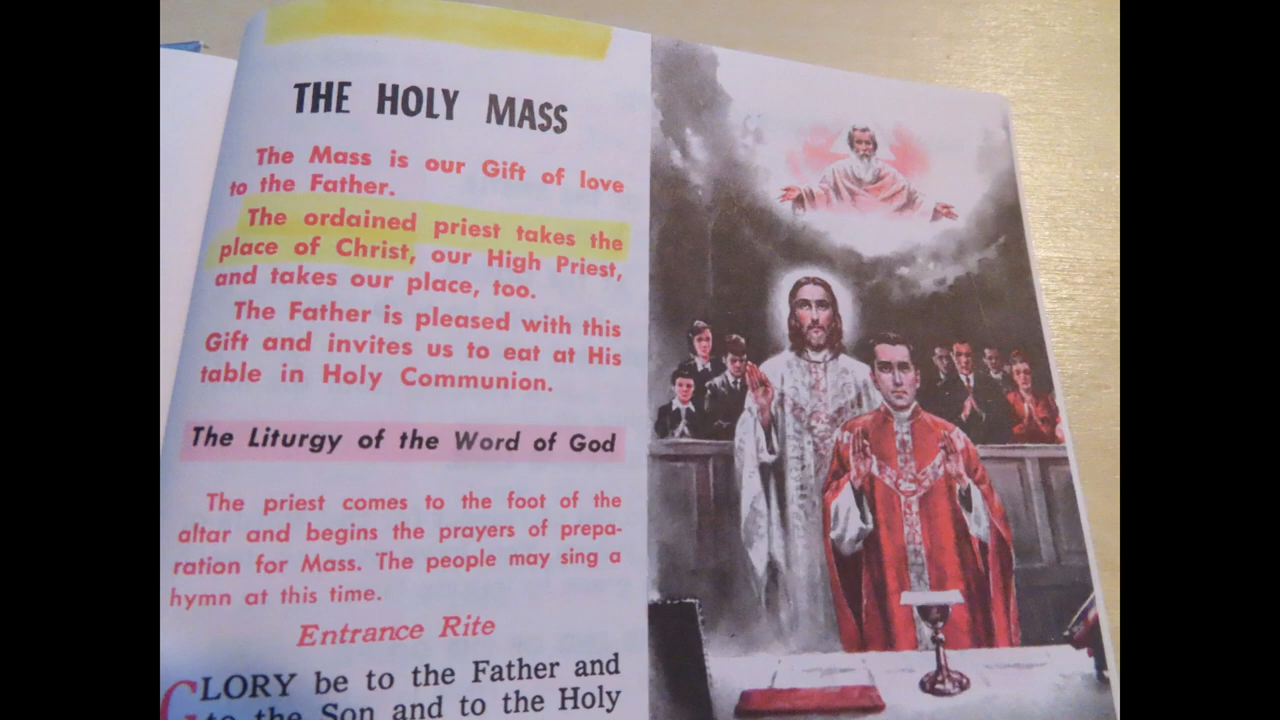 THE HOLY MASS
The Mass is our Gift of love
to the Father.
The ordained priest takes the
place of Christ, our High Priest,
and takes our place, too.
The Father is pleased with this
Gift and invites us to eat at His
table in Holy Communion.
The Liturgy of the Word of God
The priest comes to the foot of the
altar and begins the prayers of prepa-
ration for Mass. The people may sing a
hymn at this time.
Entrance Rite
GLORY be to the Father and
to the Son and to the Holy